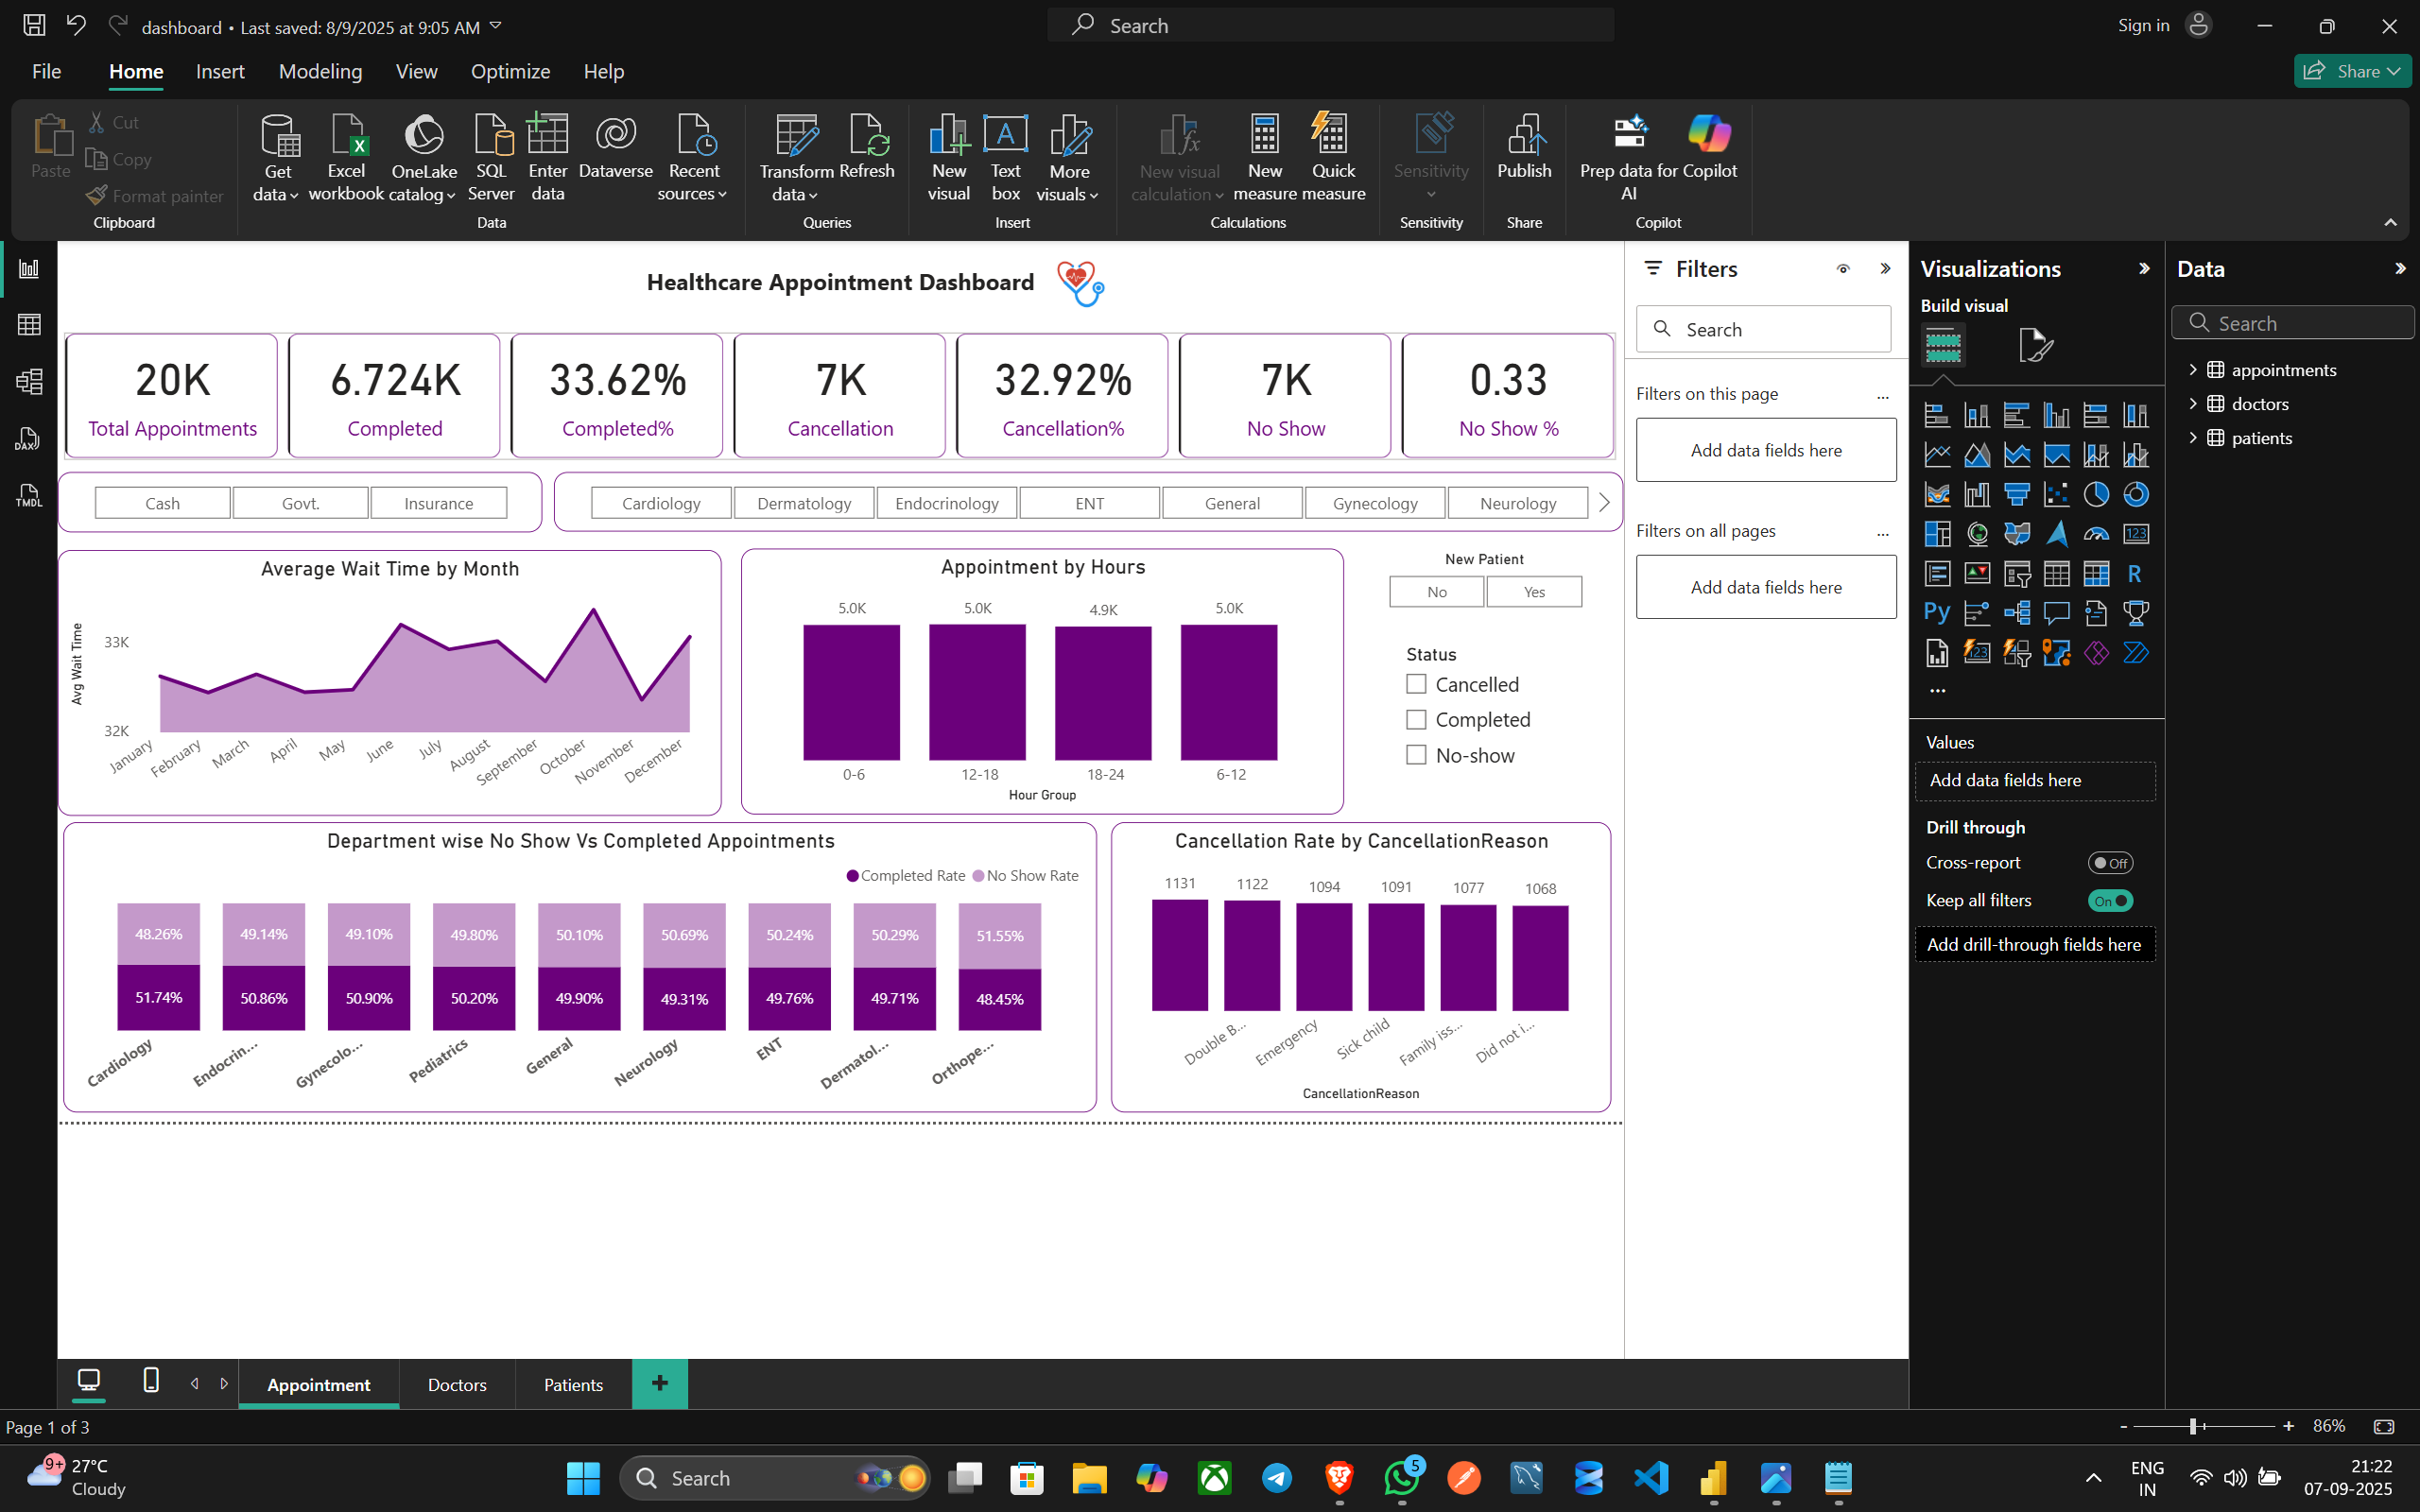 dashboard • Last saved: 8/9/2025 at 9:05 AM
Search
Sign in
File Home Insert Modeling View Optimize Help
Share
Paste
Cut
Copy
Format painter
Clipboard
Get data
Excel workbook
OneLake catalog
SQL Server
Enter data
Dataverse
Recent sources
Data
Transform data
Refresh
Queries
New visual
Text box
More visuals
Insert
New visual calculation
New measure
Quick measure
Calculations
Sensitivity
Sensitivity
Publish
Share
Prep data for AI
Copilot
Copilot
DAX
TMDL
Healthcare Appointment Dashboard
20K
Total Appointments
6.724K
Completed
33.62%
Completed%
7K
Cancellation
32.92%
Cancellation%
7K
No Show
0.33
No Show %
Cash Govt. Insurance
Cardiology Dermatology Endocrinology ENT General Gynecology Neurology
Average Wait Time by Month
Avg Wait Time
33K
32K
January February March April May June July August September October November December
Appointment by Hours
5.0K 5.0K 4.9K 5.0K
0-6 12-18 18-24 6-12
Hour Group
New Patient
No Yes
Status
Cancelled
Completed
No-show
Department wise No Show Vs Completed Appointments
Completed Rate No Show Rate
48.26% 49.14% 49.10% 49.80% 50.10% 50.69% 50.24% 50.29% 51.55%
51.74% 50.86% 50.90% 50.20% 49.90% 49.31% 49.76% 49.71% 48.45%
Cardiology Endocrin... Gynecolo... Pediatrics General Neurology ENT Dermatol... Orthope...
Cancellation Rate by CancellationReason
1131 1122 1094 1091 1077 1068
Double B... Emergency Sick child Family iss... Did not i...
CancellationReason
Filters
Search
Filters on this page ...
Add data fields here
Filters on all pages ...
Add data fields here
Visualizations
Build visual
123
R
Py
123
...
Values
Add data fields here
Drill through
Cross-report Off
Keep all filters On
Add drill-through fields here
Data
Search
appointments
doctors
patients
Appointment Doctors Patients +
Page 1 of 3
- + 86%
9+
27°C
Cloudy
Search
5
ENG
IN
21:22
07-09-2025